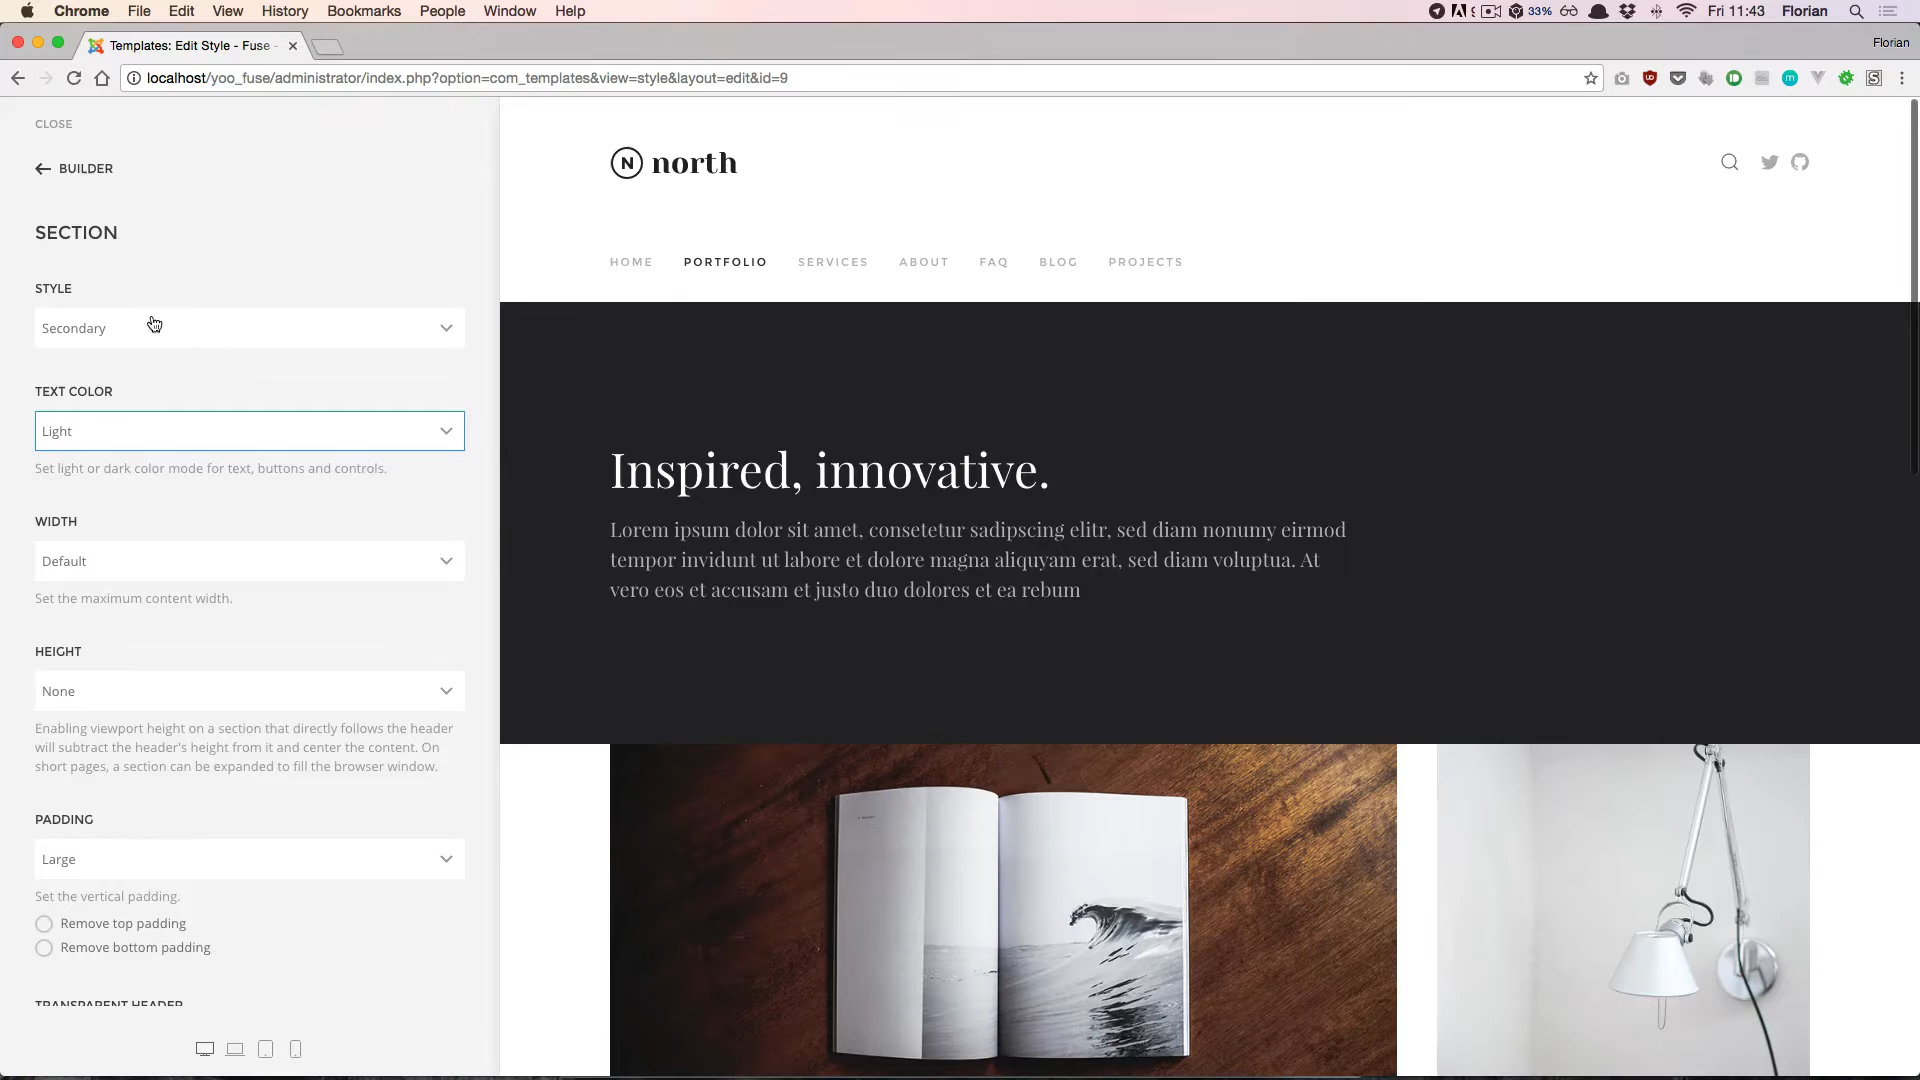 Chrome File Edit View History Bookmarks People Window Help
33% Fri 11:43 Florian
Templates: Edit Style - Fuse -
Florian
localhost/yoo_fuse/administrator/index.php?option=com_templates&view=style&layout=edit&id=9
CLOSE
BUILDER
SECTION
STYLE
Secondary
TEXT COLOR
Light
Set light or dark color mode for text, buttons and controls.
WIDTH
Default
Set the maximum content width.
HEIGHT
None
Enabling viewport height on a section that directly follows the header
will subtract the header's height from it and center the content. On
short pages, a section can be expanded to fill the browser window.
PADDING
Large
Set the vertical padding.
Remove top padding
Remove bottom padding
TRANSPARENT HEADER
N north
HOME PORTFOLIO SERVICES ABOUT FAQ BLOG PROJECTS
Inspired, innovative.
Lorem ipsum dolor sit amet, consetetur sadipscing elitr, sed diam nonumy eirmod
tempor invidunt ut labore et dolore magna aliquyam erat, sed diam voluptua. At
vero eos et accusam et justo duo dolores et ea rebum